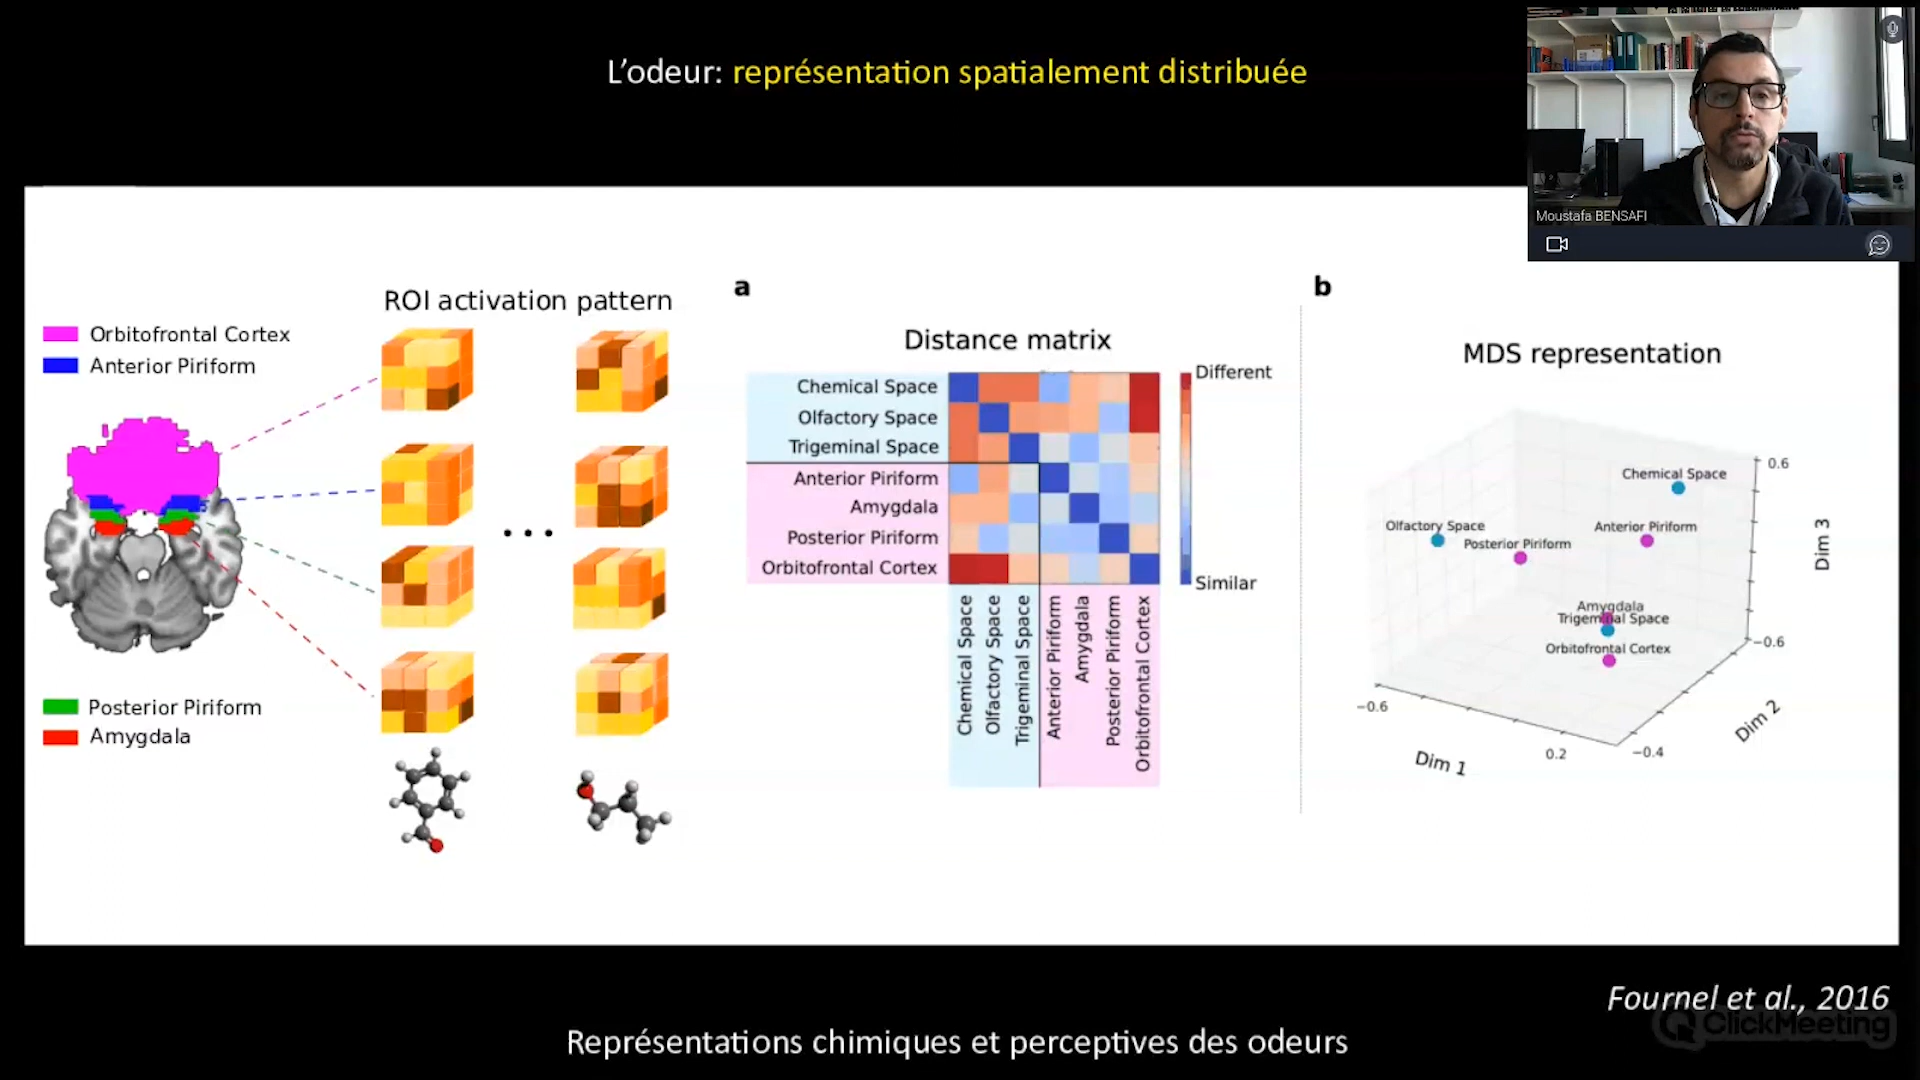 L'odeur: représentation spatialement distribuée
Moustafa BENSAFI
ROI activation pattern
Orbitofrontal Cortex
Anterior Piriform
Posterior Piriform
Amygdala
...
a
Distance matrix
Chemical Space
Olfactory Space
Trigeminal Space
Anterior Piriform
Amygdala
Posterior Piriform
Orbitofrontal Cortex
Different
Similar
Chemical Space
Olfactory Space
Trigeminal Space
Anterior Piriform
Amygdala
Posterior Piriform
Orbitofrontal Cortex
b
MDS representation
Chemical Space
Olfactory Space
Anterior Piriform
Posterior Piriform
Amygdala
Trigeminal Space
Orbitofrontal Cortex
0.6
Dim 3
−0.6
Dim 2
−0.4
0.2
Dim 1
−0.6
Fournel et al., 2016
ClickMeeting
Représentations chimiques et perceptives des odeurs